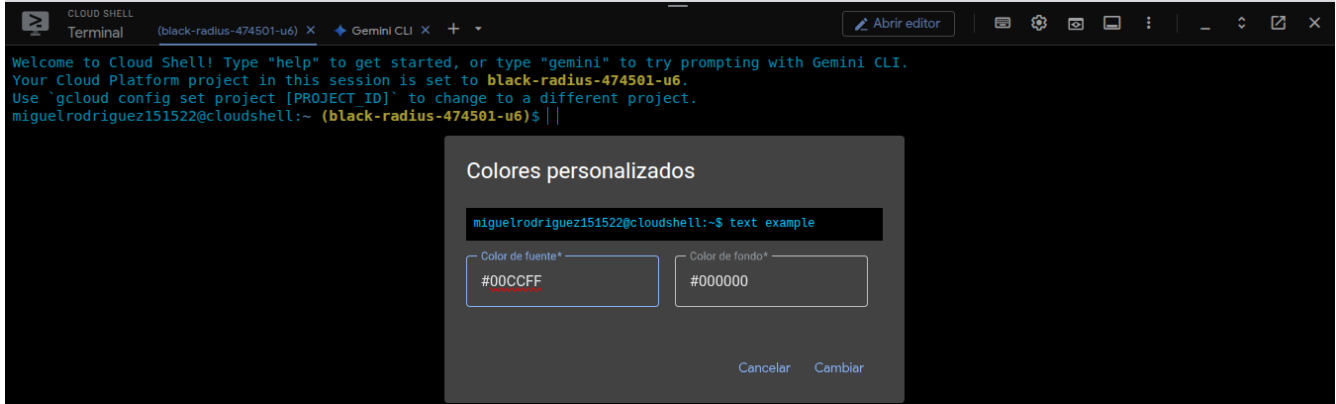 CLOUD SHELL
Terminal
(black-radius-474501-u6)
Gemini CLI
Abrir editor
Welcome to Cloud Shell! Type "help" to get started, or type "gemini" to try prompting with Gemini CLI.
Your Cloud Platform project in this session is set to black-radius-474501-u6.
Use `gcloud config set project [PROJECT_ID]` to change to a different project.
miguelrodriguez151522@cloudshell:~ (black-radius-474501-u6)$
Colores personalizados
miguelrodriguez151522@cloudshell:~$ text example
Color de fuente* Color de fondo*
#00CCFF #000000
Cancelar Cambiar